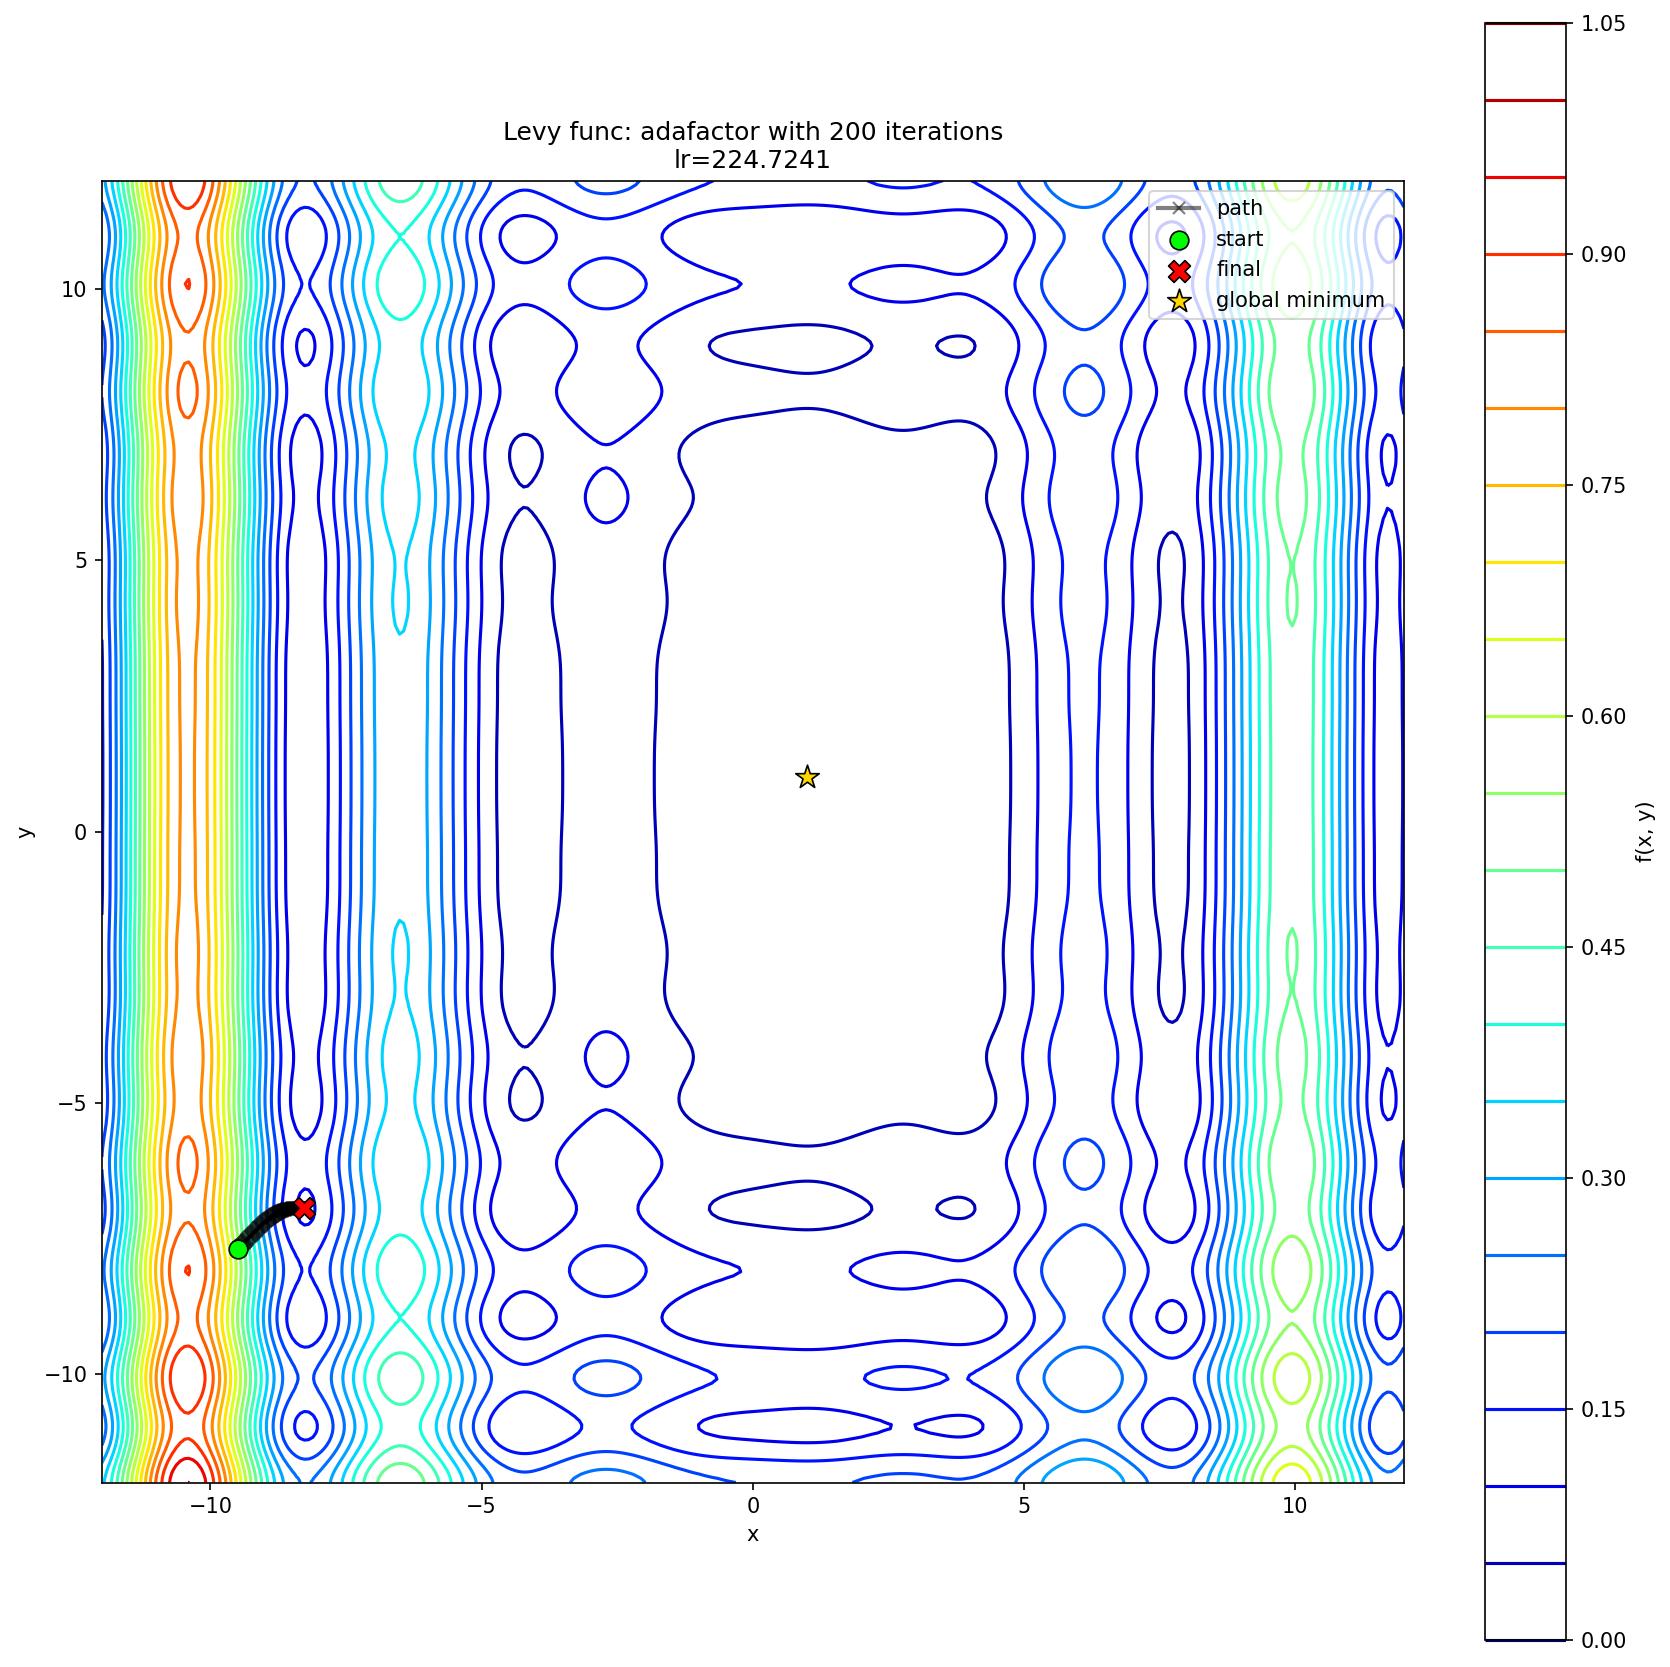 Levy func: adafactor with 200 iterations
lr=224.7241
path
start
final
global minimum
10
5
0
−5
−10
y
−10
−5
0
5
10
x
1.05
0.90
0.75
0.60
0.45
0.30
0.15
0.00
f(x, y)